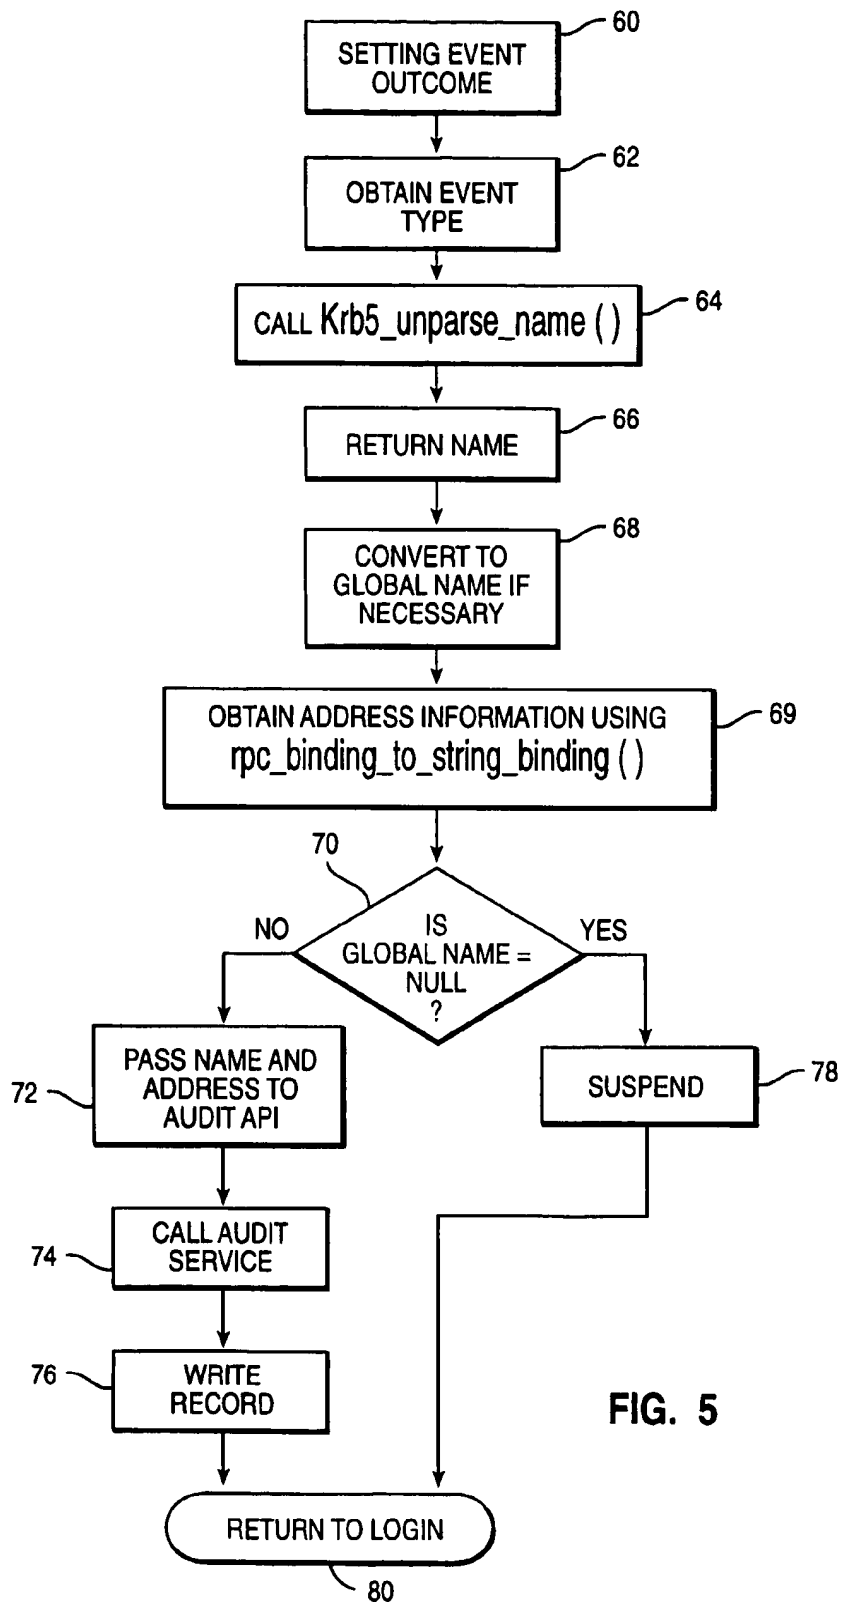 60
SETTING EVENT
OUTCOME
62
OBTAIN EVENT
TYPE
64
CALL Krb5_unparse_name ( )
66
RETURN NAME
68
CONVERT TO
GLOBAL NAME IF
NECESSARY
69
OBTAIN ADDRESS INFORMATION USING
rpc_binding_to_string_binding ( )
70
NO
IS
GLOBAL NAME =
NULL
?
YES
72
PASS NAME AND
ADDRESS TO
AUDIT API
SUSPEND
78
74
CALL AUDIT
SERVICE
76
WRITE
RECORD
FIG. 5
RETURN TO LOGIN
80